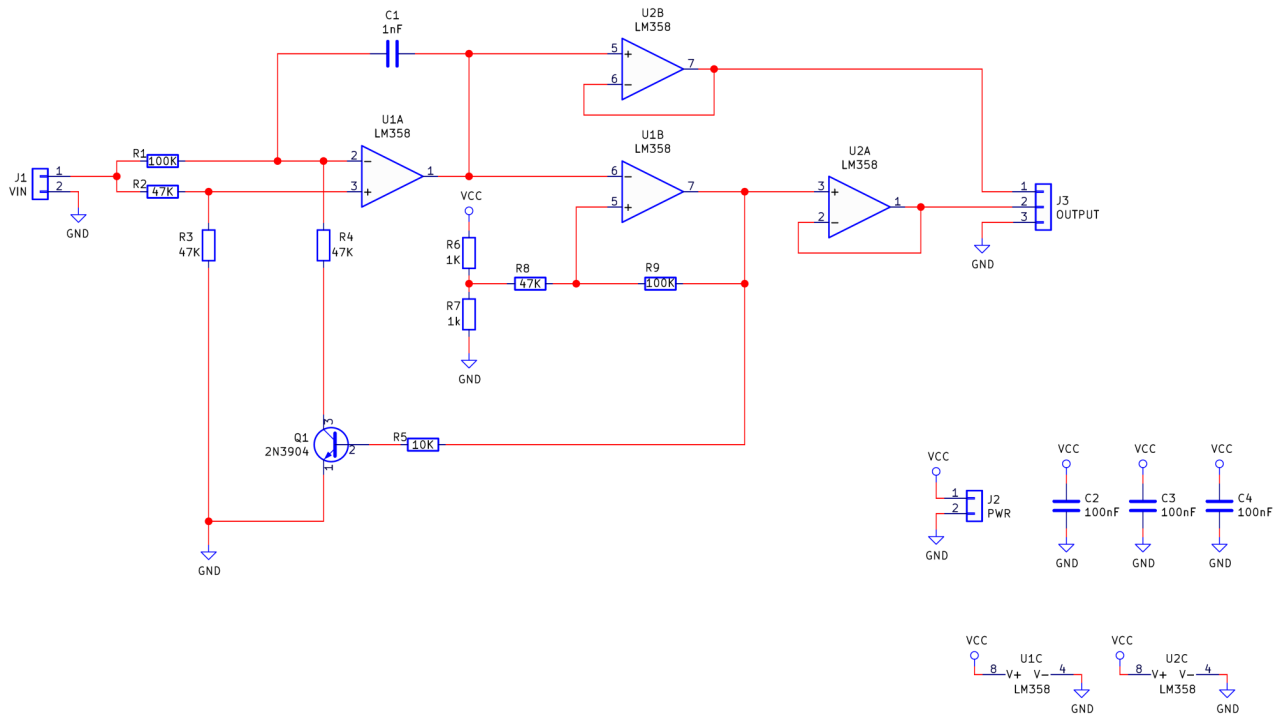 C1
1nF
U2B
LM358
5
6
7
U1A
LM358
U1B
LM358
U2A
LM358
J1
VIN
1
2
GND
R1
100K
R2
47K
2
3
1
6
5
7
3
2
1
1
2
3
J3
OUTPUT
GND
VCC
R3
47K
R4
47K
R6
1K
R7
1k
R8
47K
R9
100K
GND
Q1
2N3904
3
2
1
R5
10K
GND
VCC
1
2
J2
PWR
GND
VCC
C2
100nF
GND
VCC
C3
100nF
GND
VCC
C4
100nF
GND
VCC
8
V+
U1C
V-
4
LM358
GND
VCC
8
V+
U2C
V-
4
LM358
GND